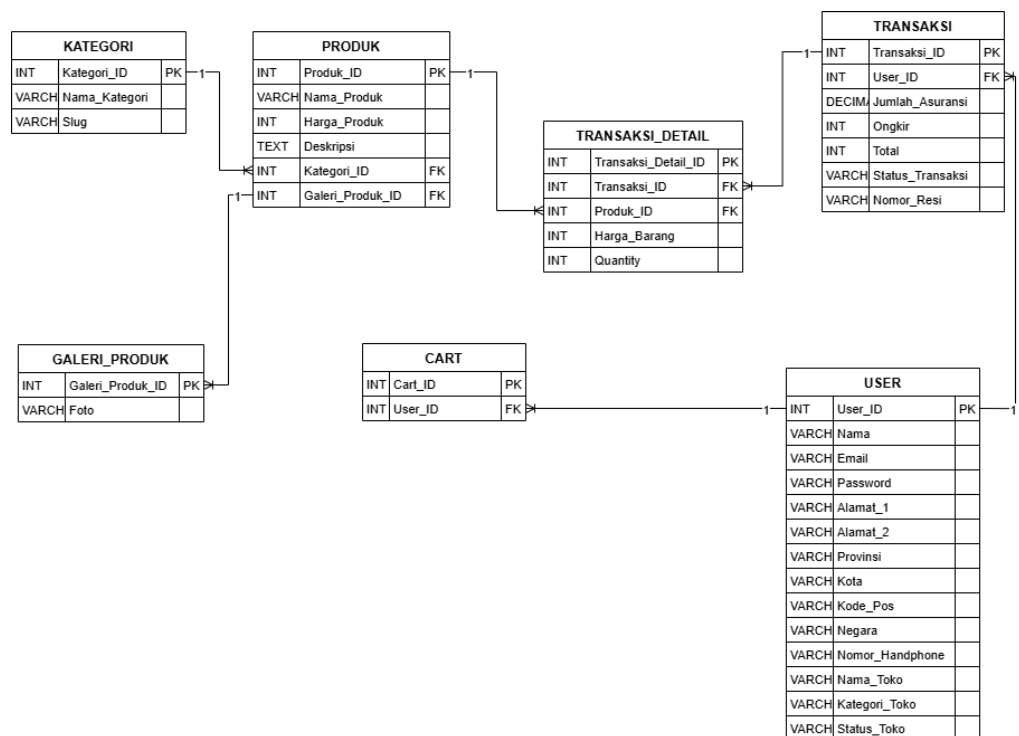 KATEGORI
INT Kategori_ID PK
VARCH Nama_Kategori
VARCH Slug
1
PRODUK
INT Produk_ID PK
VARCH Nama_Produk
INT Harga_Produk
TEXT Deskripsi
INT Kategori_ID FK
INT Galeri_Produk_ID FK
1
1
TRANSAKSI_DETAIL
INT Transaksi_Detail_ID PK
INT Transaksi_ID FK
INT Produk_ID FK
INT Harga_Barang
INT Quantity
TRANSAKSI
1
INT Transaksi_ID PK
INT User_ID FK
DECIMA Jumlah_Asuransi
INT Ongkir
INT Total
VARCH Status_Transaksi
VARCH Nomor_Resi
GALERI_PRODUK
INT Galeri_Produk_ID PK
VARCH Foto
CART
INT Cart_ID PK
INT User_ID FK
USER
1
INT User_ID PK
1
VARCH Nama
VARCH Email
VARCH Password
VARCH Alamat_1
VARCH Alamat_2
VARCH Provinsi
VARCH Kota
VARCH Kode_Pos
VARCH Negara
VARCH Nomor_Handphone
VARCH Nama_Toko
VARCH Kategori_Toko
VARCH Status_Toko